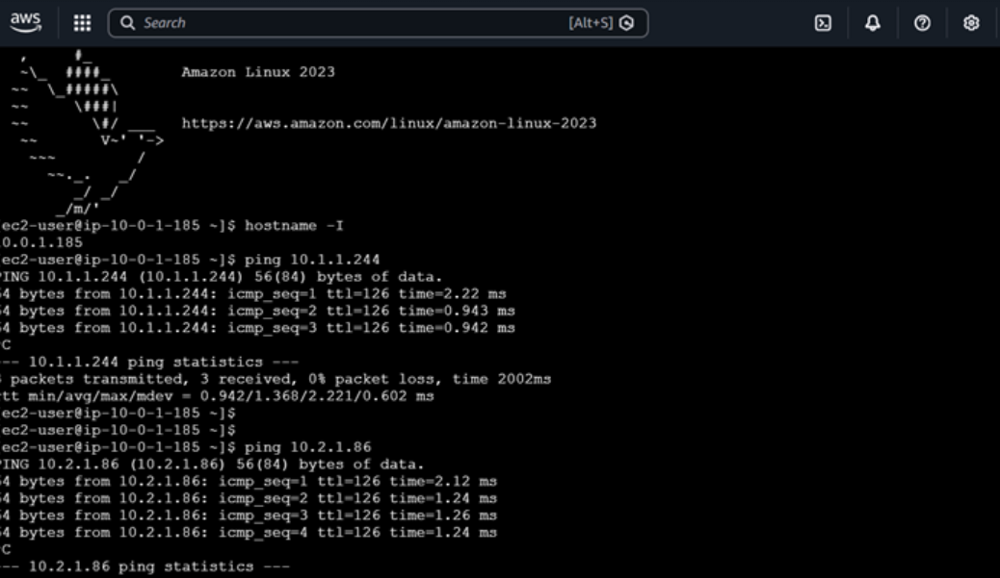 aws
Search [Alt+S]
, #_
~\_ ####_ Amazon Linux 2023
~~ \_#####\
~~ \###|
~~ \#/ ___ https://aws.amazon.com/linux/amazon-linux-2023
~~ V~' '->
~~~ /
~~._. _/
_/ _/
_/m/'
ec2-user@ip-10-0-1-185 ~]$ hostname -I
0.0.1.185
ec2-user@ip-10-0-1-185 ~]$ ping 10.1.1.244
PING 10.1.1.244 (10.1.1.244) 56(84) bytes of data.
64 bytes from 10.1.1.244: icmp_seq=1 ttl=126 time=2.22 ms
64 bytes from 10.1.1.244: icmp_seq=2 ttl=126 time=0.943 ms
64 bytes from 10.1.1.244: icmp_seq=3 ttl=126 time=0.942 ms
^C
--- 10.1.1.244 ping statistics ---
packets transmitted, 3 received, 0% packet loss, time 2002ms
rtt min/avg/max/mdev = 0.942/1.368/2.221/0.602 ms
ec2-user@ip-10-0-1-185 ~]$
ec2-user@ip-10-0-1-185 ~]$
ec2-user@ip-10-0-1-185 ~]$ ping 10.2.1.86
PING 10.2.1.86 (10.2.1.86) 56(84) bytes of data.
64 bytes from 10.2.1.86: icmp_seq=1 ttl=126 time=2.12 ms
64 bytes from 10.2.1.86: icmp_seq=2 ttl=126 time=1.24 ms
64 bytes from 10.2.1.86: icmp_seq=3 ttl=126 time=1.26 ms
64 bytes from 10.2.1.86: icmp_seq=4 ttl=126 time=1.24 ms
^C
--- 10.2.1.86 ping statistics ---